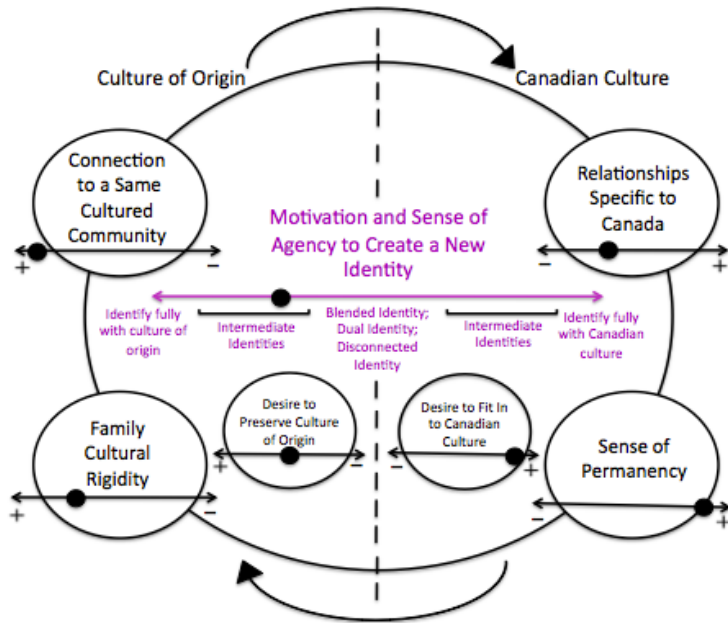 Culture of Origin
Canadian Culture
Connection
to a Same
Cultured
Community
+
−
Relationships
Specific to
Canada
−
+
Motivation and Sense of
Agency to Create a New
Identity
Identify fully
with culture of
origin
Intermediate
Identities
Blended Identity;
Dual Identity;
Disconnected
Identity
Intermediate
Identities
Identify fully
with Canadian
culture
Family
Cultural
Rigidity
+
−
Desire to
Preserve Culture
of Origin
+
−
Desire to Fit In
to Canadian
Culture
−
+
Sense of
Permanency
−
+